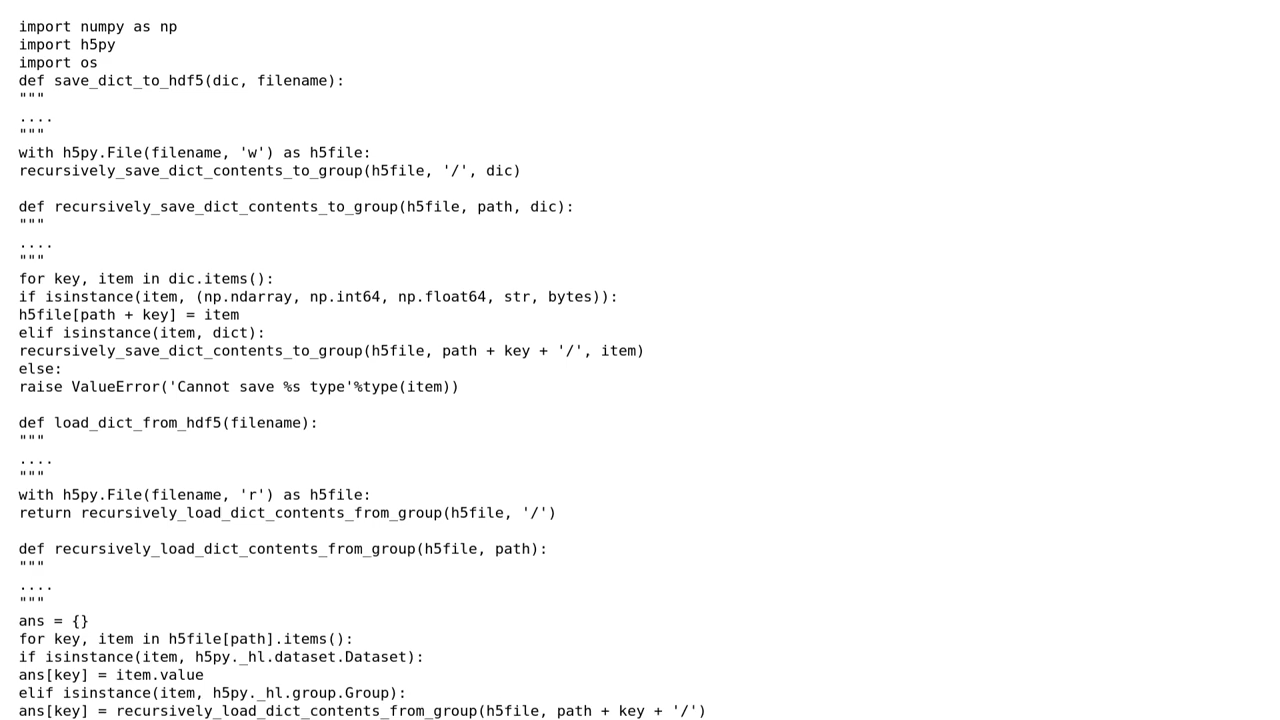 import numpy as np
import h5py
import os
def save_dict_to_hdf5(dic, filename):
"""
....
"""
with h5py.File(filename, 'w') as h5file:
recursively_save_dict_contents_to_group(h5file, '/', dic)

def recursively_save_dict_contents_to_group(h5file, path, dic):
"""
....
"""
for key, item in dic.items():
if isinstance(item, (np.ndarray, np.int64, np.float64, str, bytes)):
h5file[path + key] = item
elif isinstance(item, dict):
recursively_save_dict_contents_to_group(h5file, path + key + '/', item)
else:
raise ValueError('Cannot save %s type'%type(item))

def load_dict_from_hdf5(filename):
"""
....
"""
with h5py.File(filename, 'r') as h5file:
return recursively_load_dict_contents_from_group(h5file, '/')

def recursively_load_dict_contents_from_group(h5file, path):
"""
....
"""
ans = {}
for key, item in h5file[path].items():
if isinstance(item, h5py._hl.dataset.Dataset):
ans[key] = item.value
elif isinstance(item, h5py._hl.group.Group):
ans[key] = recursively_load_dict_contents_from_group(h5file, path + key + '/')